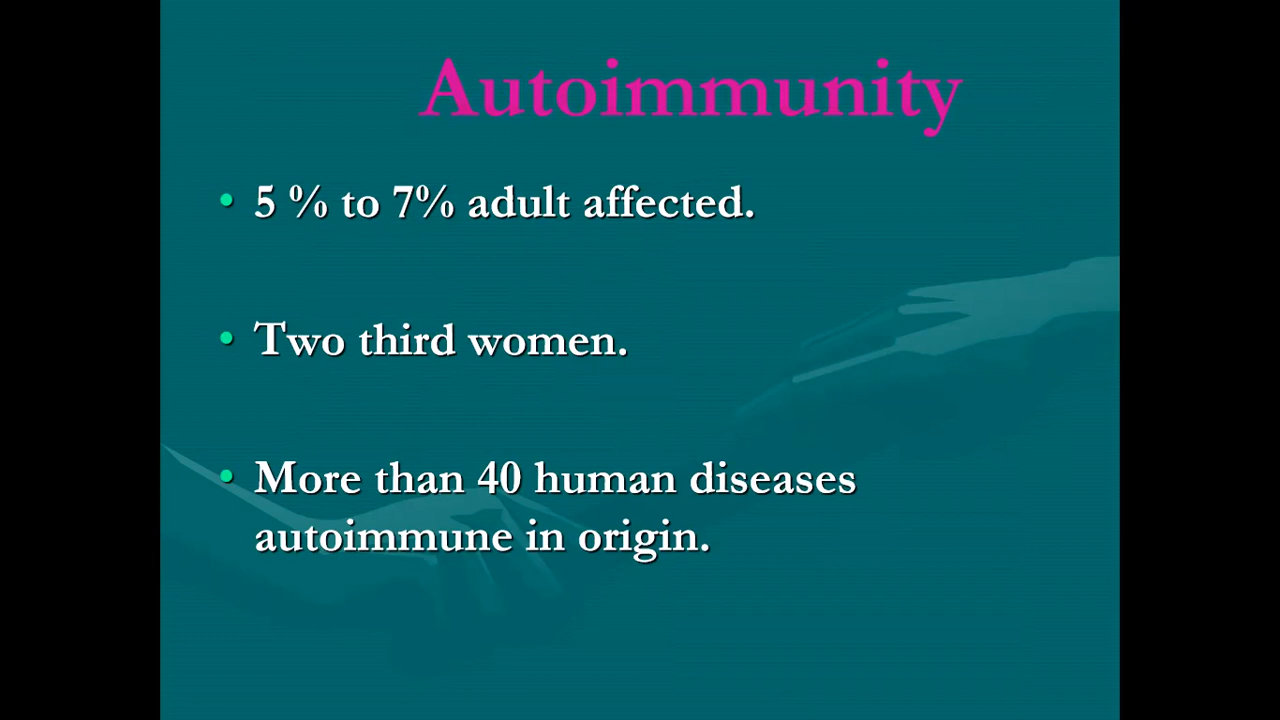 Autoimmunity
• 5 % to 7% adult affected.
• Two third women.
• More than 40 human diseases
autoimmune in origin.